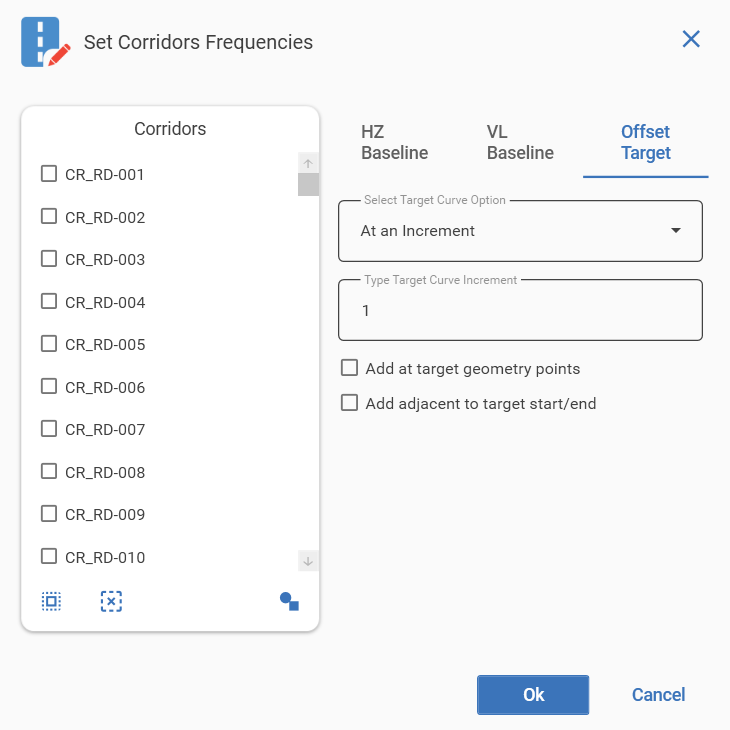 Set Corridors Frequencies
Corridors
CR_RD-001
CR_RD-002
CR_RD-003
CR_RD-004
CR_RD-005
CR_RD-006
CR_RD-007
CR_RD-008
CR_RD-009
CR_RD-010
HZ
Baseline
VL
Baseline
Offset
Target
Select Target Curve Option
At an Increment
Type Target Curve Increment
1
Add at target geometry points
Add adjacent to target start/end
Ok
Cancel